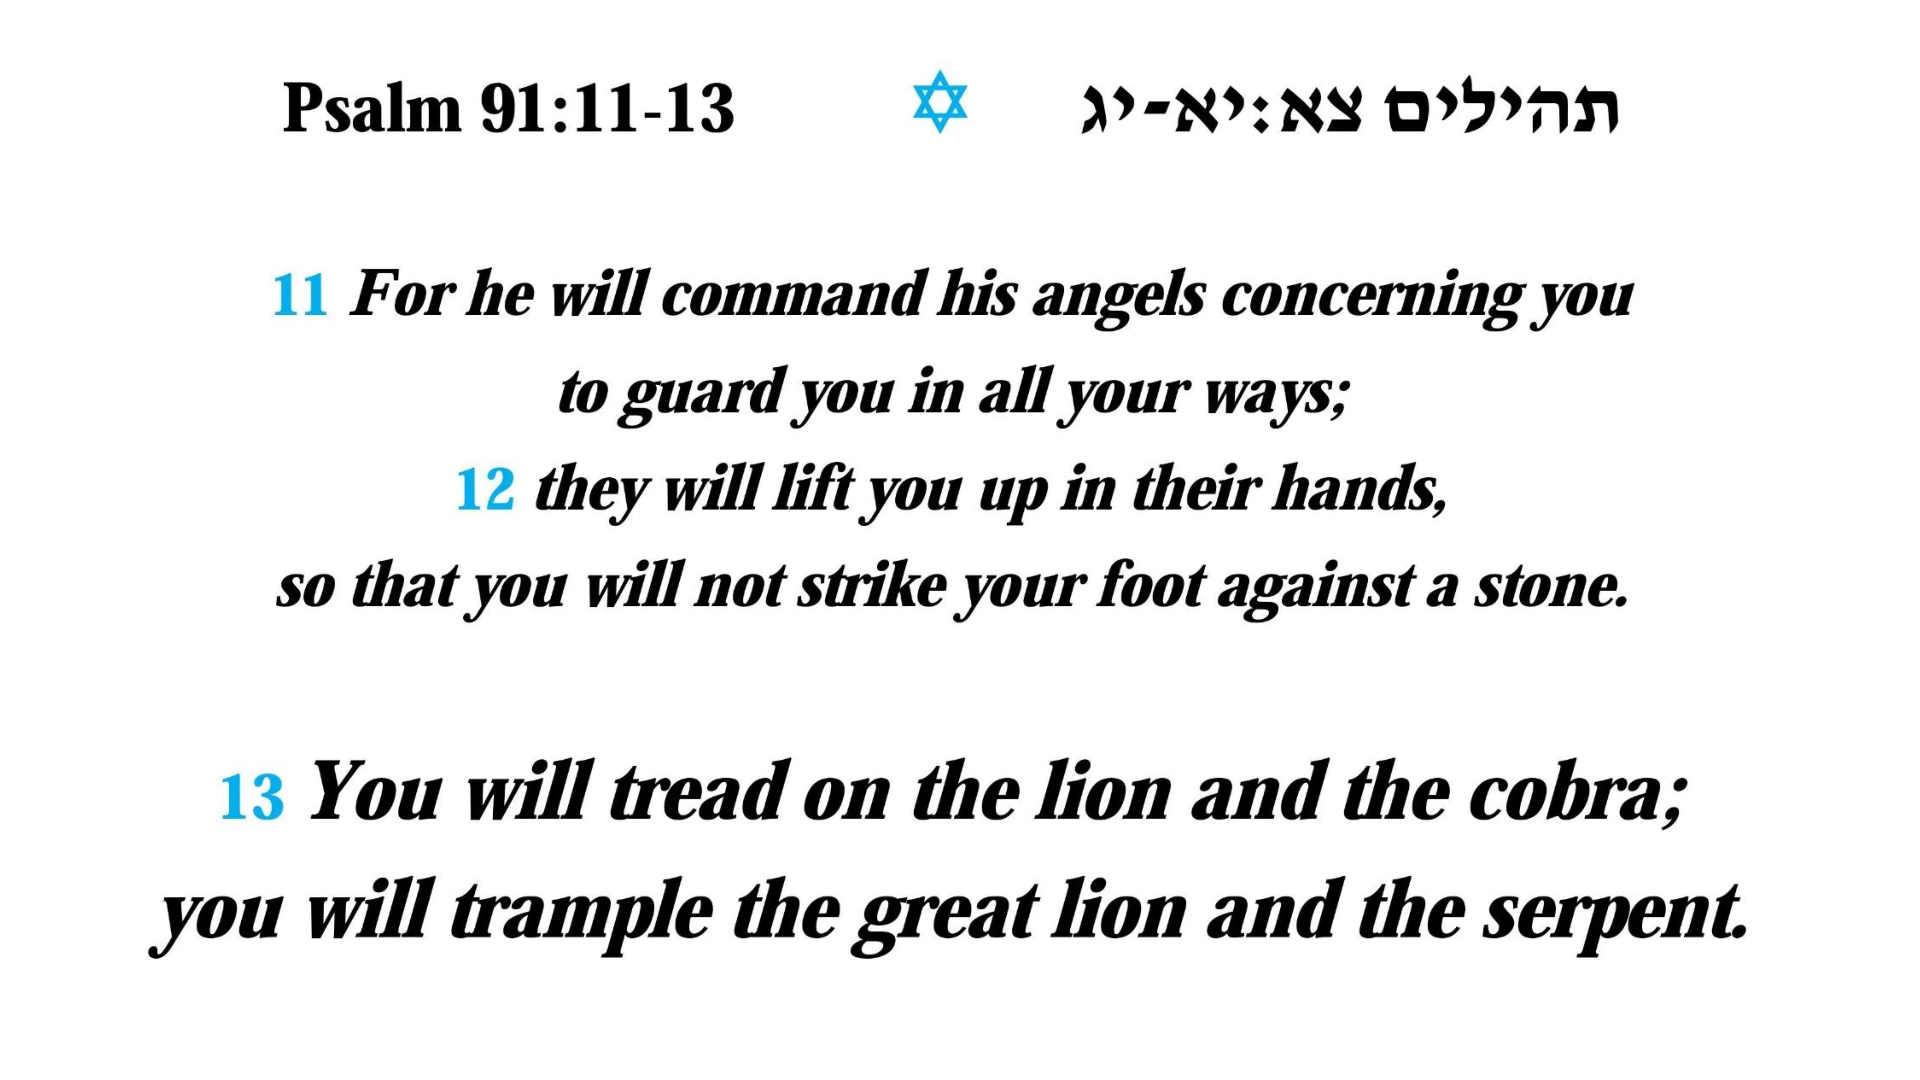 Psalm 91:11-13 ✡ תהילים צא:יא-יג
11 For he will command his angels concerning you
to guard you in all your ways;
12 they will lift you up in their hands,
so that you will not strike your foot against a stone.
13 You will tread on the lion and the cobra;
you will trample the great lion and the serpent.